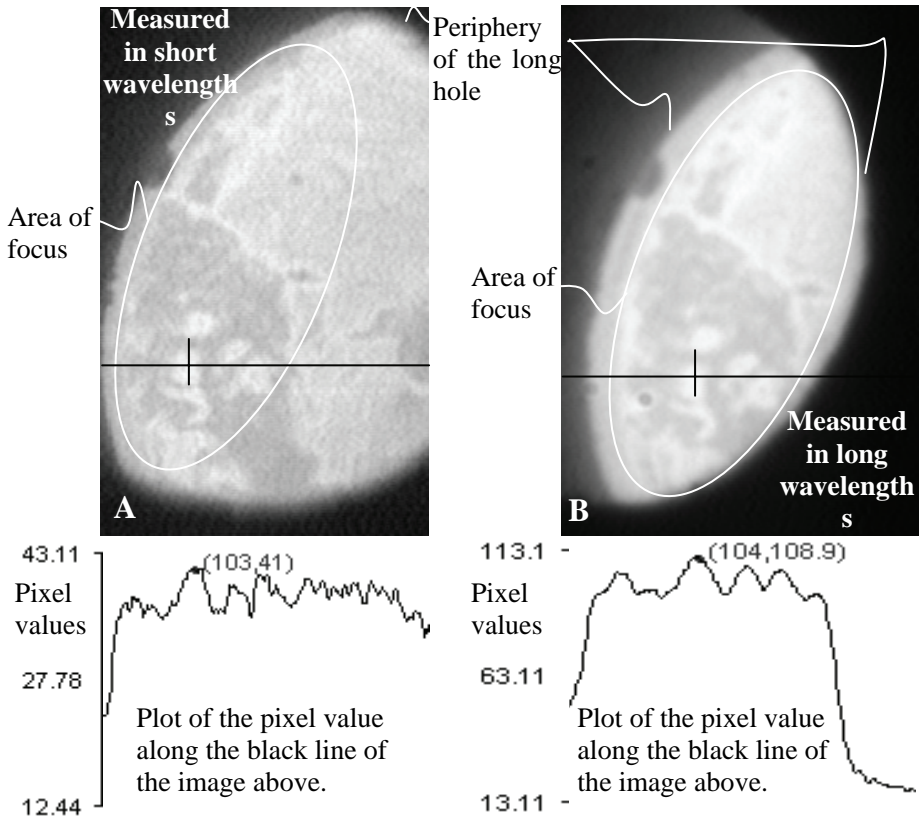 Measured
in short
wavelength
s
Periphery
of the long
hole
Area of
focus
A
Area of
focus
Measured
in long
wavelength
s
B
43.11
(103,41)
Pixel
values
27.78
12.44
Plot of the pixel value
along the black line of
the image above.
113.1
(104,108.9)
Pixel
values
63.11
13.11
Plot of the pixel value
along the black line of
the image above.